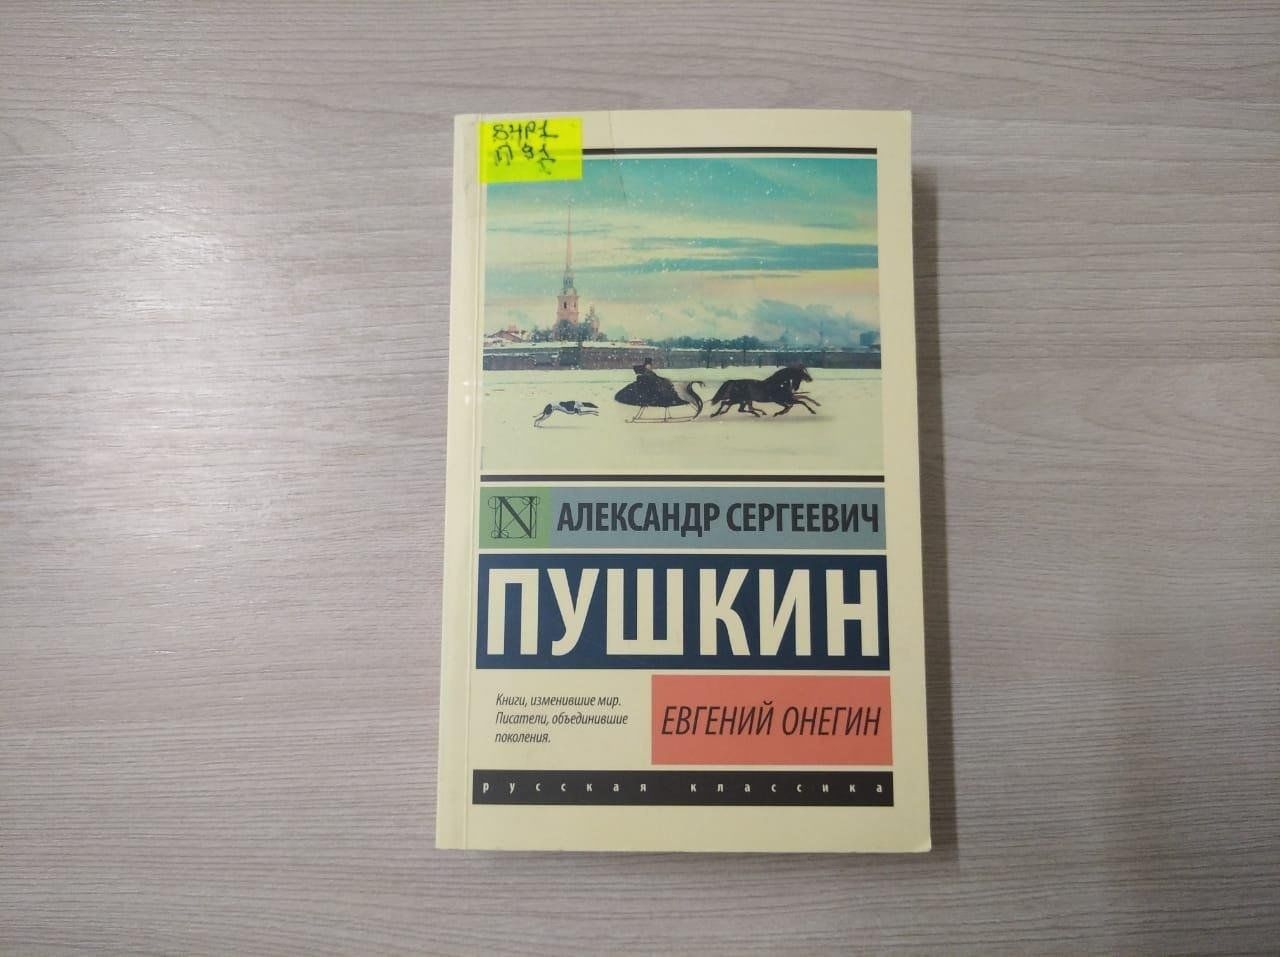 84Р1
П 91
N
АЛЕКСАНДР СЕРГЕЕВИЧ
ПУШКИН
Книги, изменившие мир.
Писатели, объединившие
поколения.
ЕВГЕНИЙ ОНЕГИН
русская классика